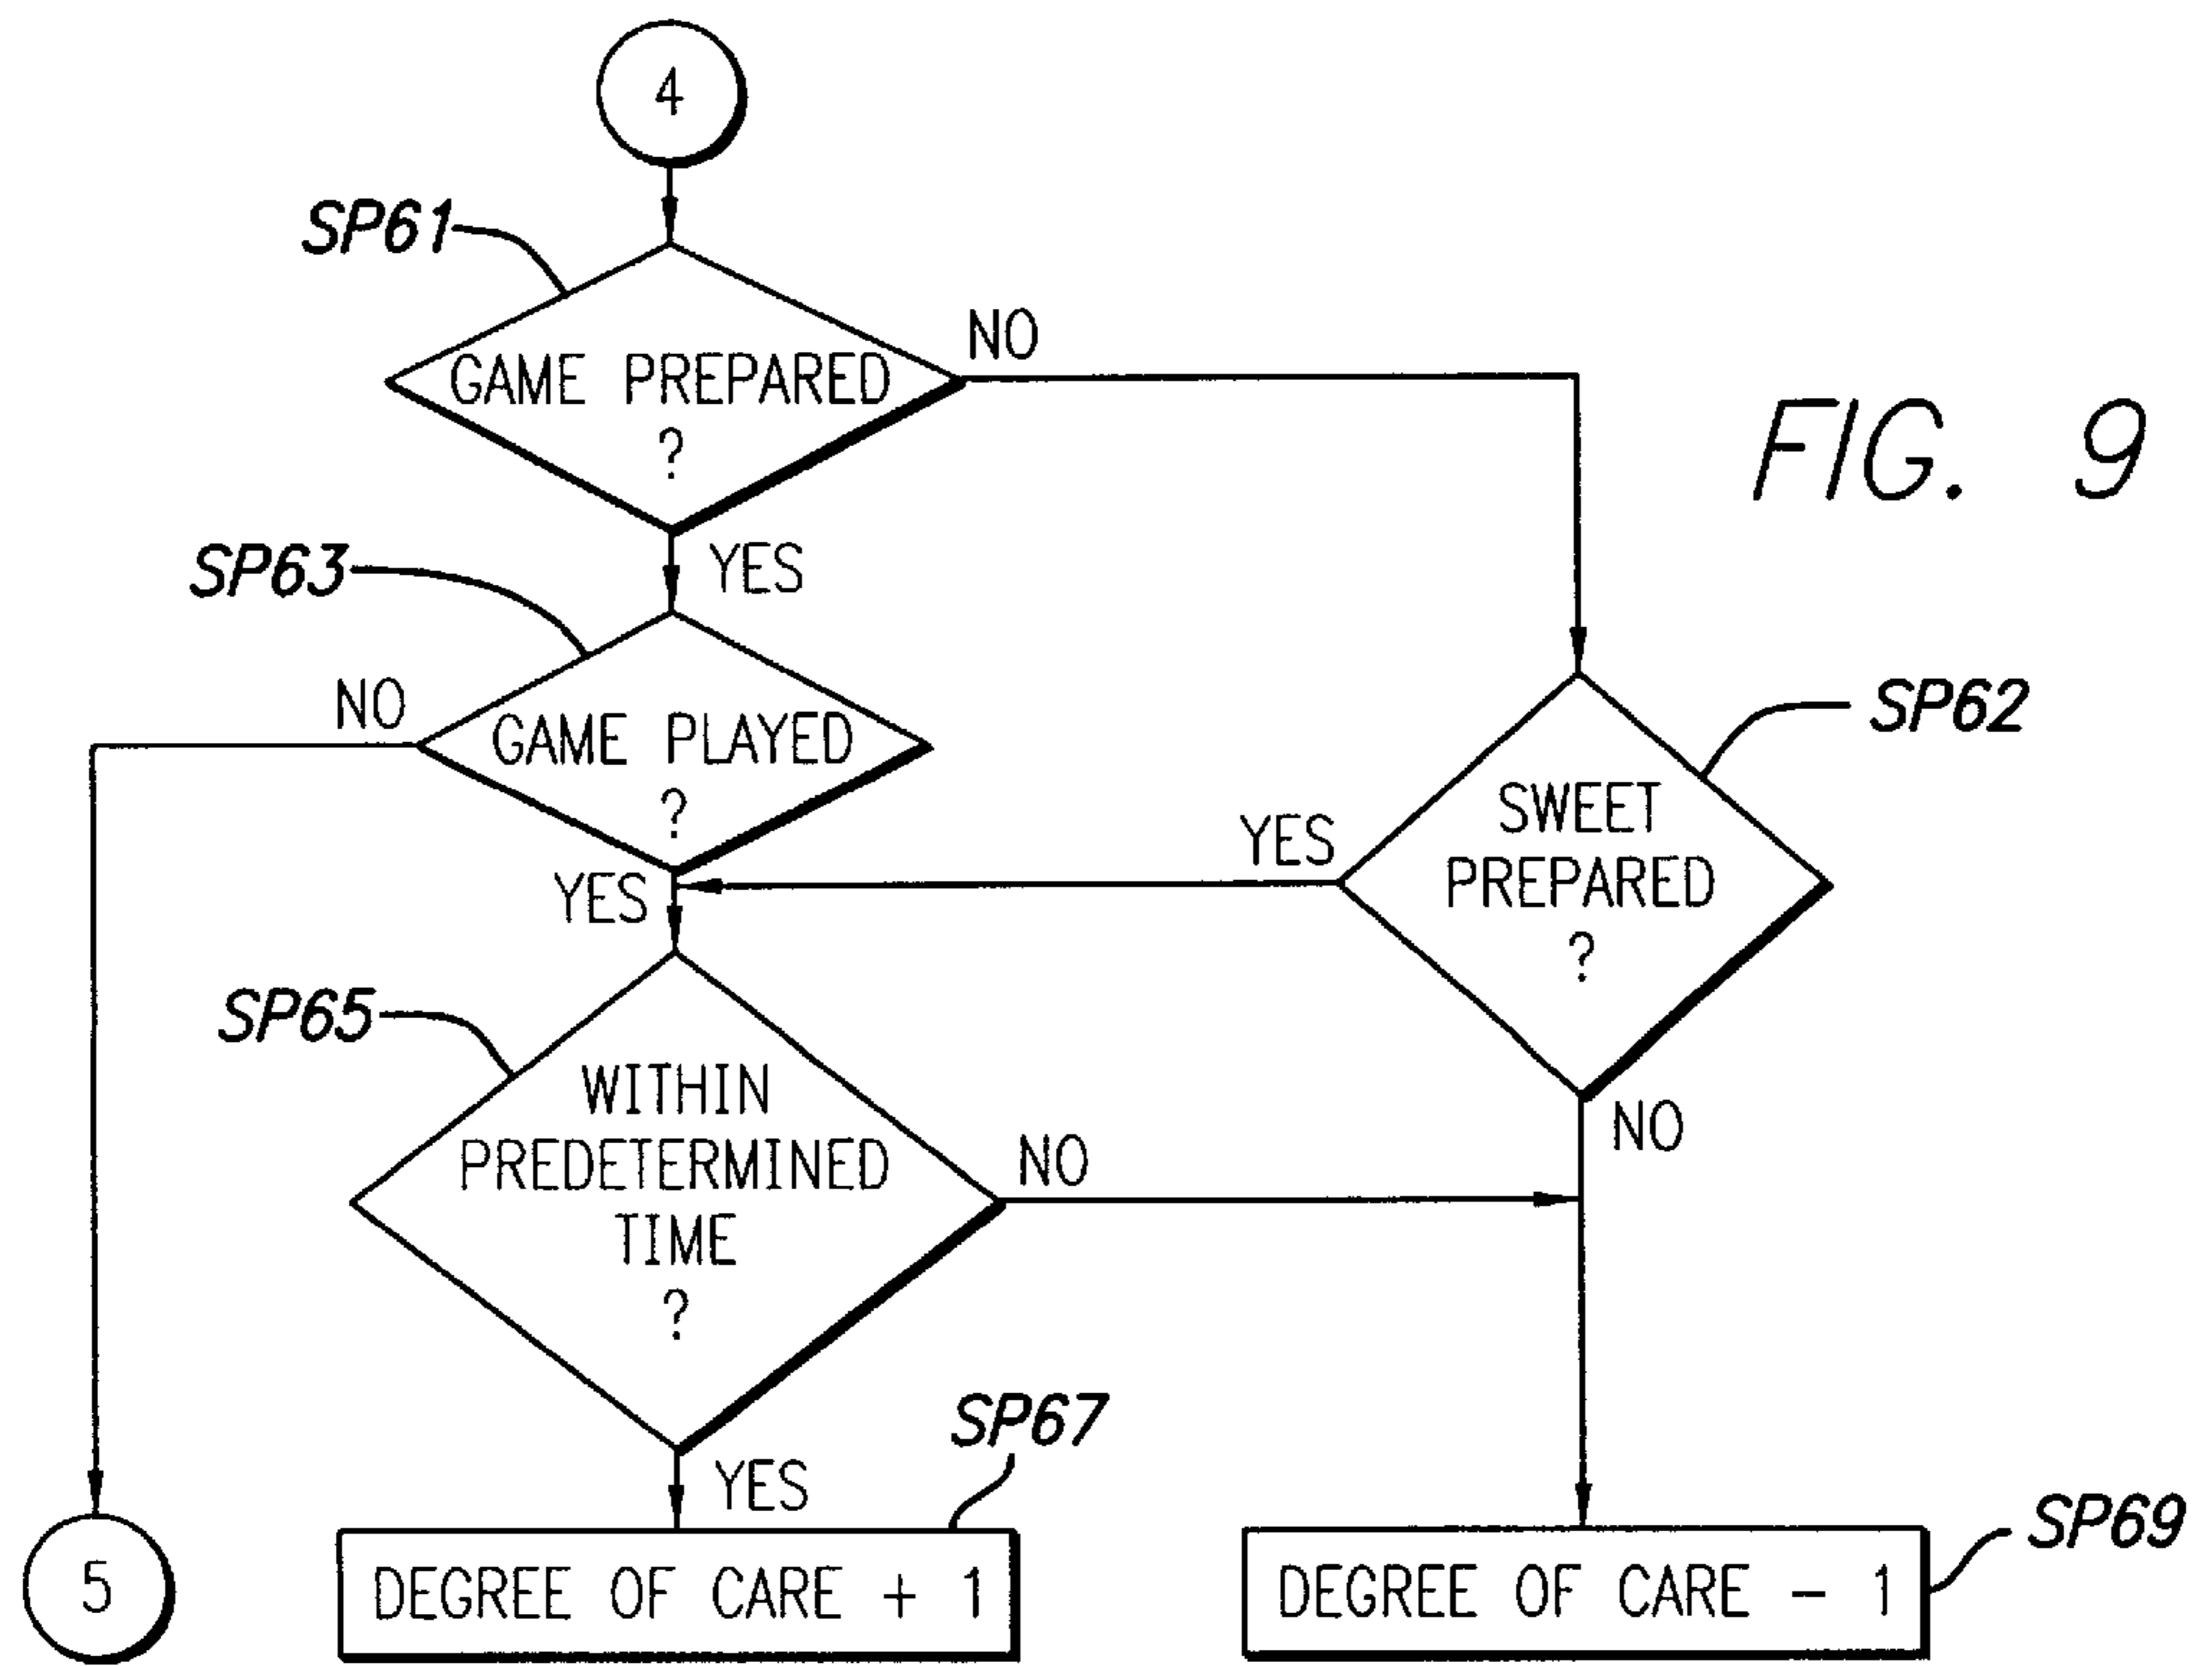 4
SP61
NO
GAME PREPARED
?
FIG. 9
YES
SP63
NO
GAME PLAYED
?
SP62
SWEET
PREPARED
?
YES
YES
SP65
WITHIN
PREDETERMINED
TIME
?
NO
NO
SP67
YES
SP69
5
DEGREE OF CARE + 1
DEGREE OF CARE - 1